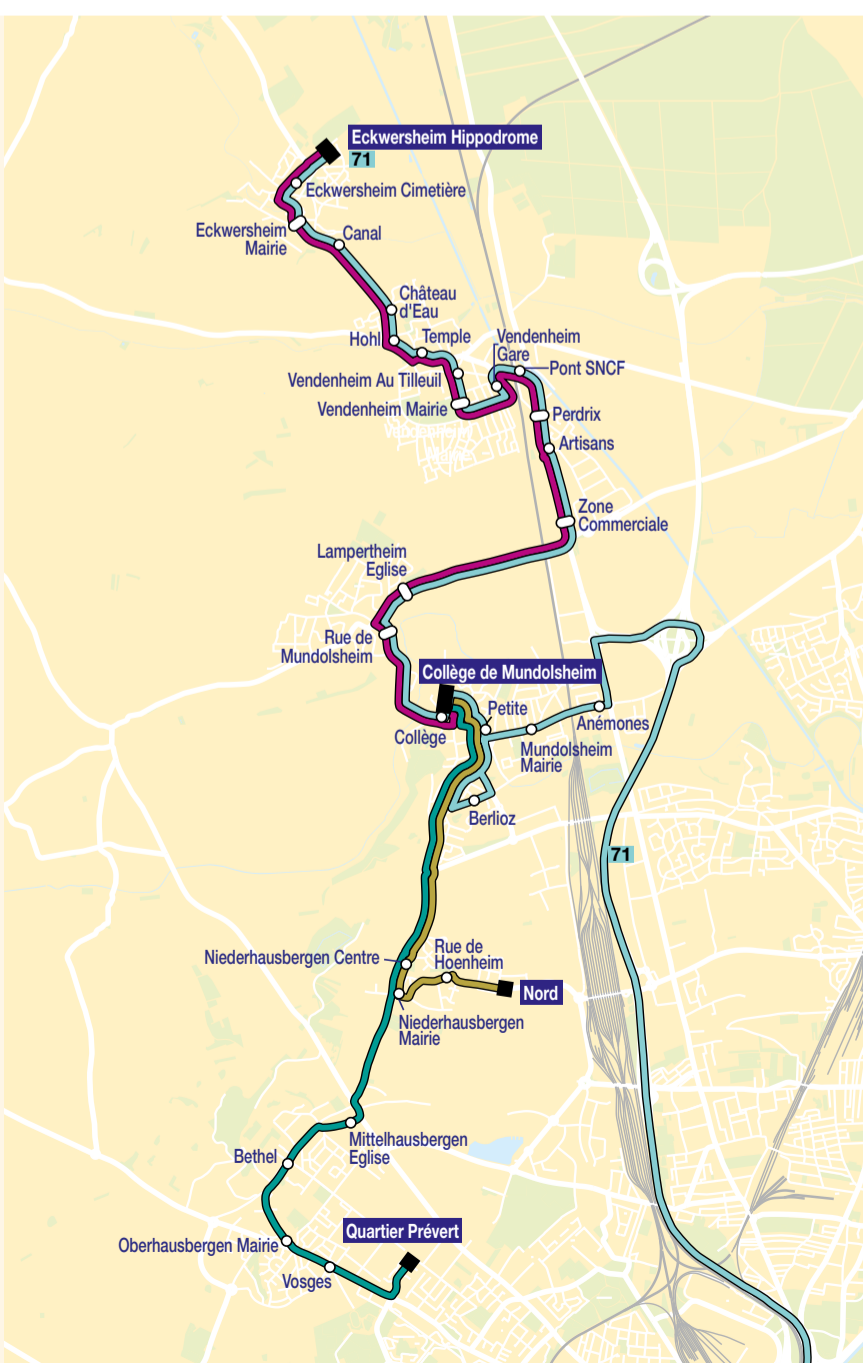 Eckwersheim Hippodrome
71
Eckwersheim Cimetière
Eckwersheim
Mairie
Canal
Château
d'Eau
Hohl
Temple
Vendenheim
Gare
Pont SNCF
Vendenheim Au Tilleuil
Vendenheim Mairie
Perdrix
Vendenheim
Mairie
Artisans
Zone
Commerciale
Lampertheim
Eglise
Rue de
Mundolsheim
Collège de Mundolsheim
Petite
Anémones
Collège
Mundolsheim
Mairie
Berlioz
71
Niederhausbergen Centre
Rue de
Hoenheim
Nord
Niederhausbergen
Mairie
Mittelhausbergen
Eglise
Bethel
Quartier Prévert
Oberhausbergen Mairie
Vosges